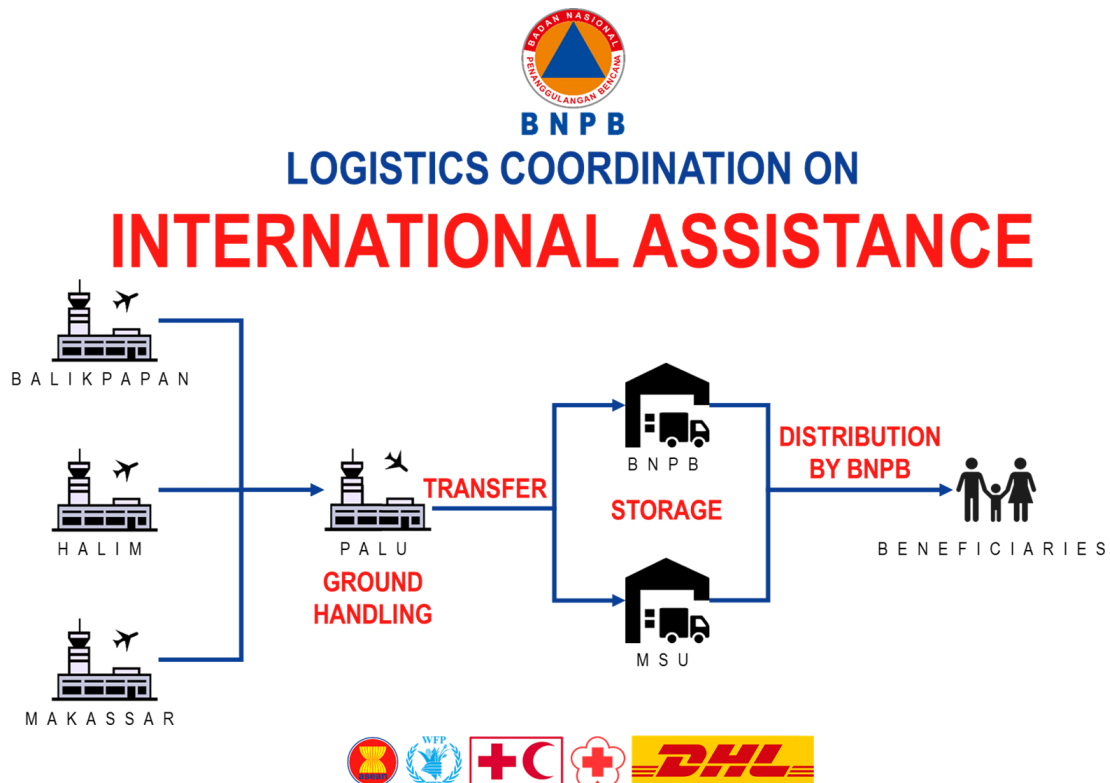 BADAN NASIONAL
PENANGGULANGAN BENCANA
BNPB
LOGISTICS COORDINATION ON
INTERNATIONAL ASSISTANCE
BALIKPAPAN
HALIM
MAKASSAR
PALU
GROUND
HANDLING
TRANSFER
BNPB
STORAGE
MSU
DISTRIBUTION
BY BNPB
BENEFICIARIES
asean
WFP
DHL